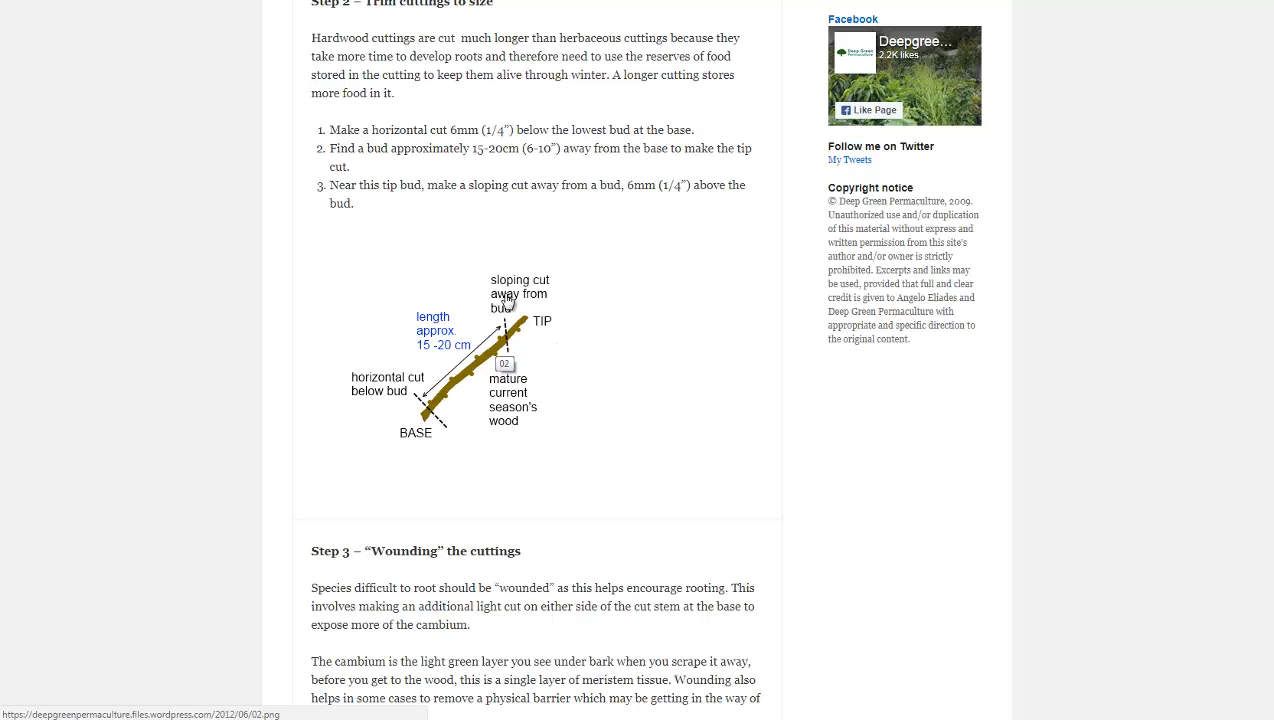 Step 2 – Trim cuttings to size
Hardwood cuttings are cut  much longer than herbaceous cuttings because they
take more time to develop roots and therefore need to use the reserves of food
stored in the cutting to keep them alive through winter. A longer cutting stores
more food in it.
1. Make a horizontal cut 6mm (1/4”) below the lowest bud at the base.
2. Find a bud approximately 15-20cm (6-10”) away from the base to make the tip
cut.
3. Near this tip bud, make a sloping cut away from a bud, 6mm (1/4”) above the
bud.
sloping cut
away from
bud
length
approx.
15 -20 cm
TIP
02
horizontal cut
below bud
mature
current
season's
wood
BASE
Step 3 – “Wounding” the cuttings
Species difficult to root should be “wounded” as this helps encourage rooting. This
involves making an additional light cut on either side of the cut stem at the base to
expose more of the cambium.
The cambium is the light green layer you see under bark when you scrape it away,
before you get to the wood, this is a single layer of meristem tissue. Wounding also
helps in some cases to remove a physical barrier which may be getting in the way of
Facebook
Deep Green
Permaculture
Deepgree...
2.2K likes
Like Page
Follow me on Twitter
My Tweets
Copyright notice
© Deep Green Permaculture, 2009.
Unauthorized use and/or duplication
of this material without express and
written permission from this site's
author and/or owner is strictly
prohibited. Excerpts and links may
be used, provided that full and clear
credit is given to Angelo Eliades and
Deep Green Permaculture with
appropriate and specific direction to
the original content.
https://deepgreenpermaculture.files.wordpress.com/2012/06/02.png